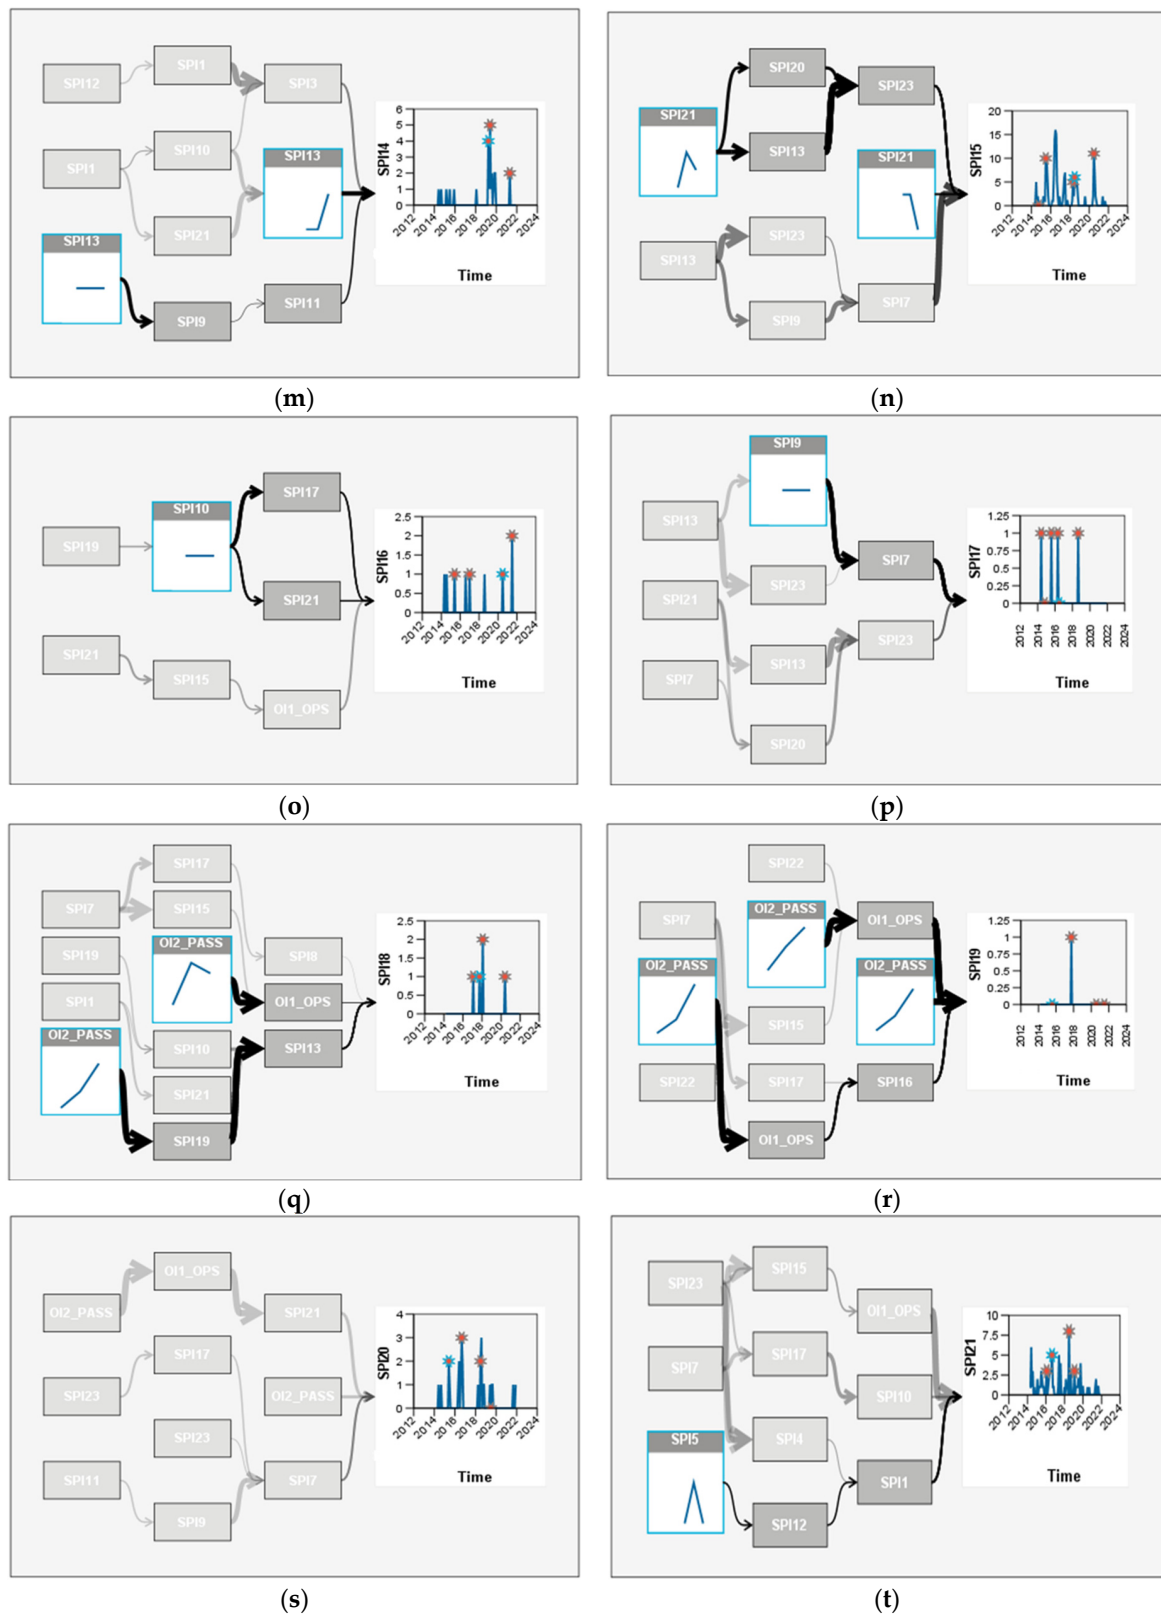 SPI12
SPI1
SPI3
SPI1
SPI10
SPI13
SPI21
SPI13
SPI9
SPI11
SPI14
6
5
4
3
2
1
0
2012 2014 2016 2018 2020 2022 2024
Time
(m)
SPI21
SPI20
SPI23
SPI13
SPI21
SPI13
SPI23
SPI9
SPI7
SPI15
20
15
10
5
0
2012 2014 2016 2018 2020 2022 2024
Time
(n)
SPI19
SPI10
SPI17
SPI21
SPI21
SPI15
OI1_OPS
SPI16
2.5
2
1.5
1
0.5
0
2012 2014 2016 2018 2020 2022 2024
Time
(o)
SPI9
SPI13
SPI23
SPI7
SPI21
SPI13
SPI23
SPI7
SPI20
SPI17
1.25
1
0.75
0.5
0.25
0
2012 2014 2016 2018 2020 2022 2024
Time
(p)
SPI17
SPI7
SPI15
SPI19
OI2_PASS
SPI8
SPI1
OI1_OPS
OI2_PASS
SPI10
SPI13
SPI21
SPI19
SPI18
2.5
2
1.5
1
0.5
0
2012 2014 2016 2018 2020 2022 2024
Time
(q)
SPI22
SPI7
OI2_PASS
OI1_OPS
OI2_PASS
OI2_PASS
SPI15
SPI22
SPI17
SPI16
OI1_OPS
SPI19
1.25
1
0.75
0.5
0.25
0
2012 2014 2016 2018 2020 2022 2024
Time
(r)
OI1_OPS
OI2_PASS
SPI21
SPI17
SPI23
OI2_PASS
SPI23
SPI11
SPI7
SPI9
SPI20
4
3
2
1
0
2012 2014 2016 2018 2020 2022 2024
Time
(s)
SPI23
SPI15
OI1_OPS
SPI7
SPI17
SPI10
SPI5
SPI4
SPI1
SPI12
SPI21
10
7.5
5
2.5
0
2012 2014 2016 2018 2020 2022 2024
Time
(t)